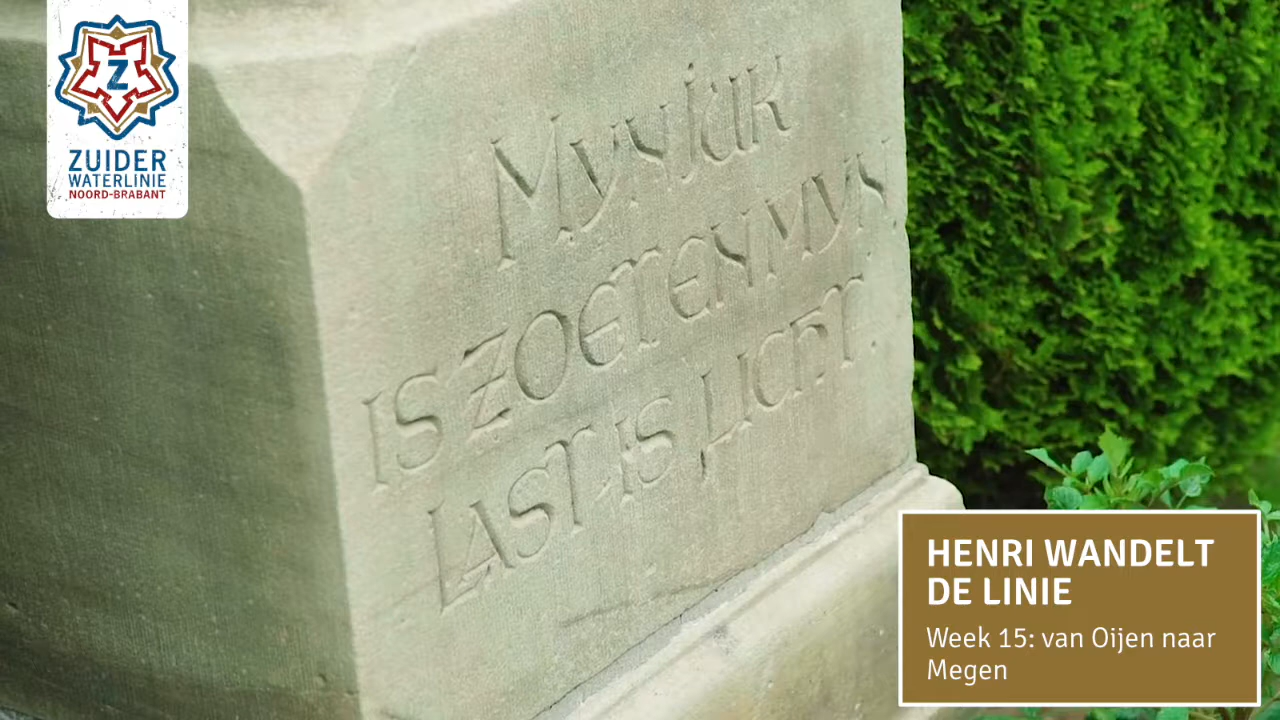 Z
ZUIDER
WATERLINIE
NOORD-BRABANT
Myn juk
IS ZOET EN MYN
LAST IS LICHT.
HENRI WANDELT
DE LINIE
Week 15: van Oijen naar
Megen